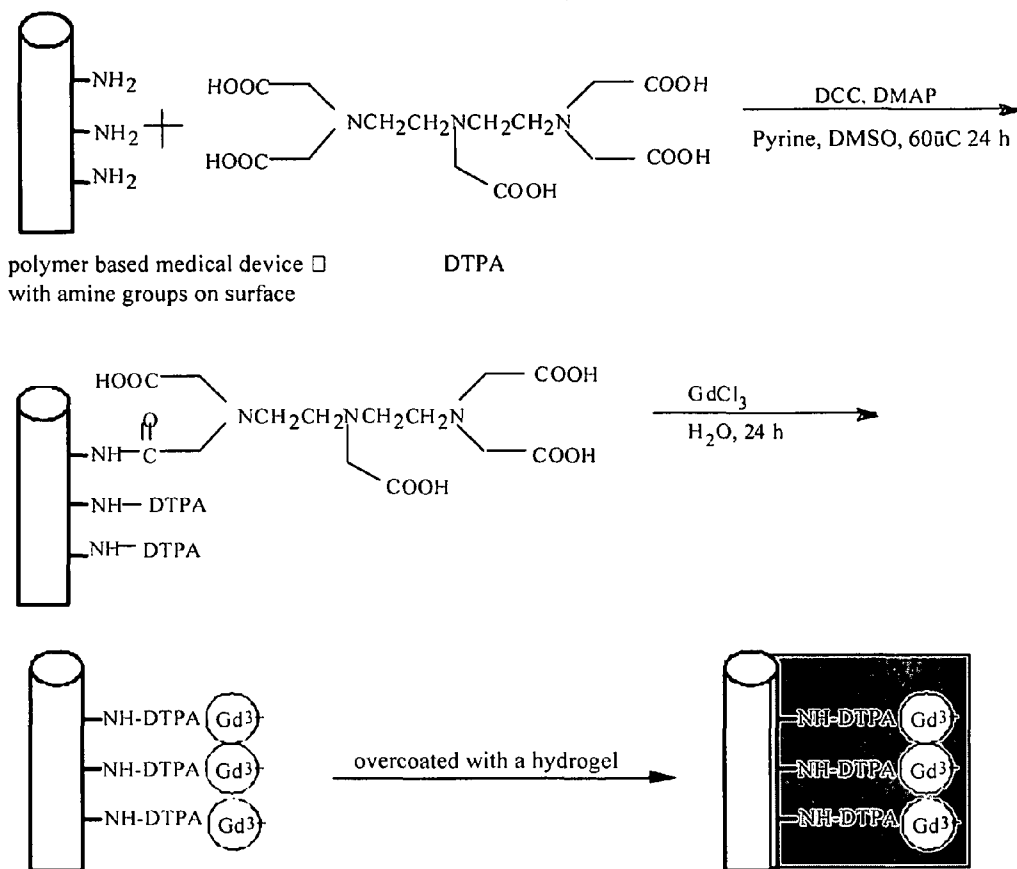 NH2
NH2 +
NH2
HOOC
HOOC
NCH2CH2NCH2CH2N
COOH
COOH
COOH
DCC, DMAP
Pyrine, DMSO, 60ūC 24 h
polymer based medical device □
with amine groups on surface
DTPA
HOOC
O
NH—C
NCH2CH2NCH2CH2N
COOH
COOH
COOH
NH—DTPA
NH—DTPA
GdCl3
H2O, 24 h
NH-DTPA Gd3+
NH-DTPA Gd3+
NH-DTPA Gd3+
overcoated with a hydrogel
NH-DTPA Gd3+
NH-DTPA Gd3+
NH-DTPA Gd3+